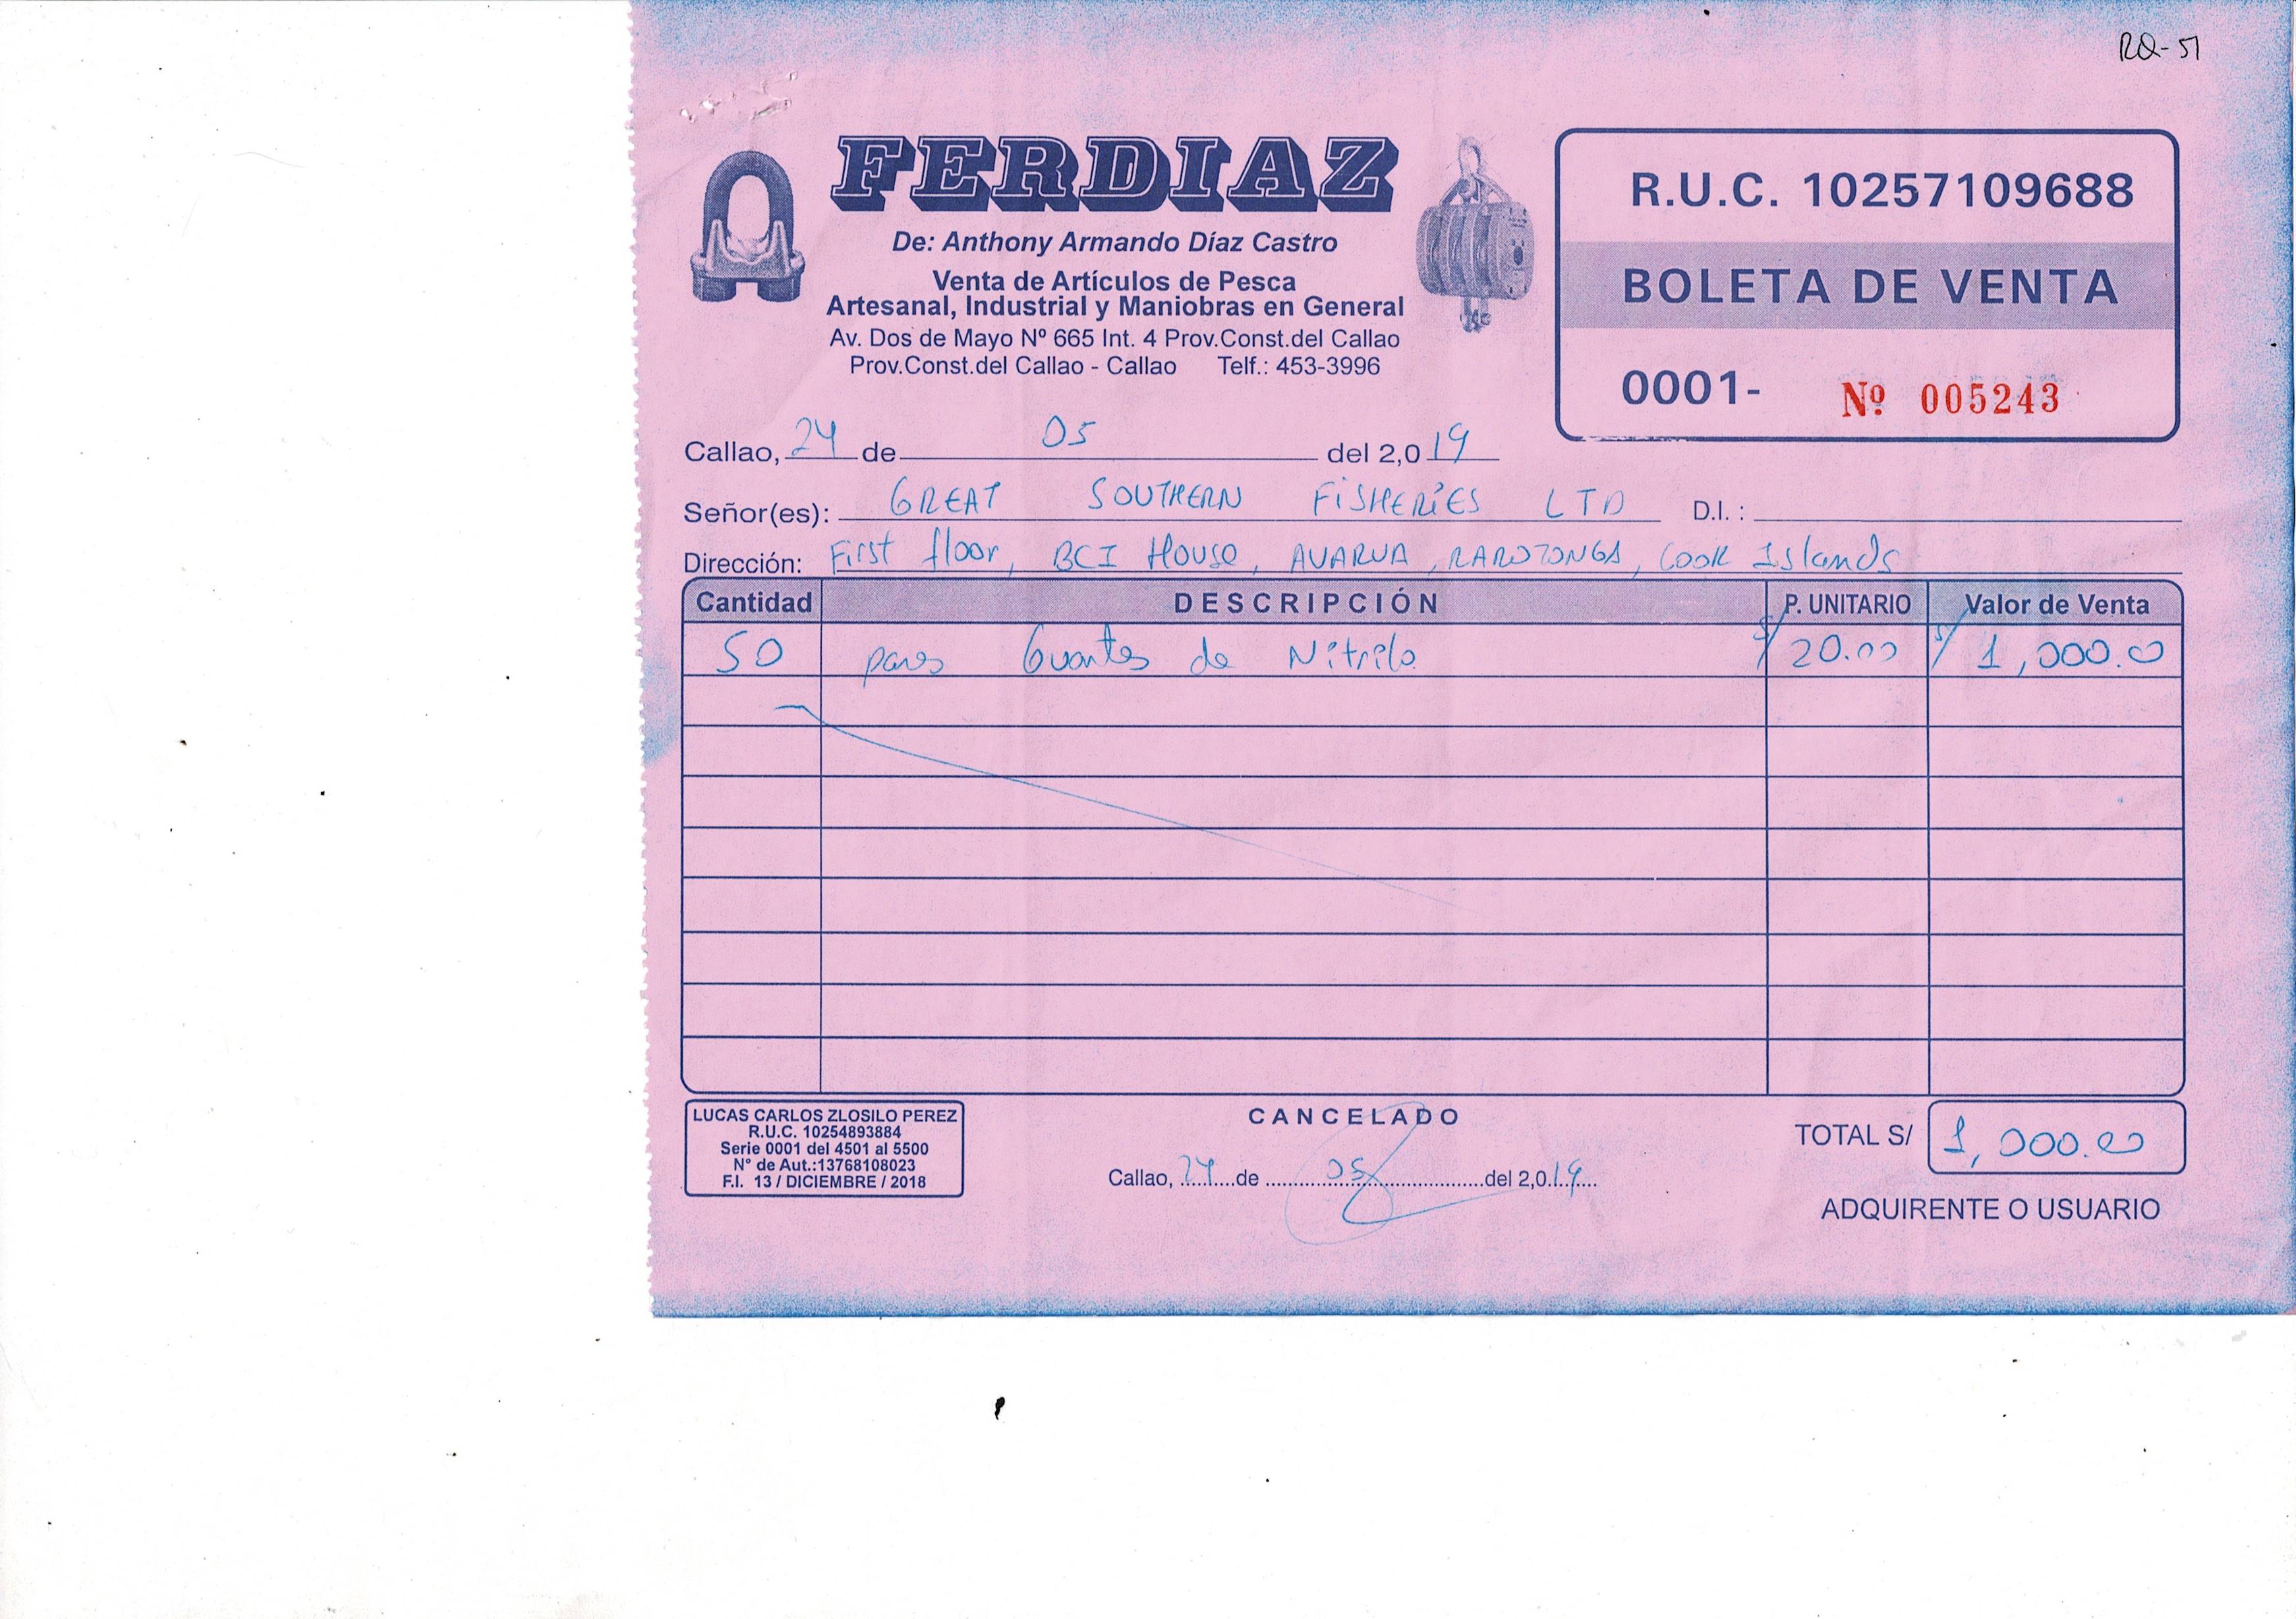 RQ-51
FERDIAZ
De: Anthony Armando Díaz Castro
Venta de Artículos de Pesca
Artesanal, Industrial y Maniobras en General
Av. Dos de Mayo Nº 665 Int. 4 Prov.Const.del Callao
Prov.Const.del Callao - Callao Telf.: 453-3996
R.U.C. 10257109688
BOLETA DE VENTA
0001- Nº 005243
Callao, 24 de 05 del 2,019
Señor(es): GREAT SOUTHERN FISHERIES LTD D.I. :
Dirección: First floor, BCI House, AVARUA, RAROTONGA, Cook Islands
Cantidad DESCRIPCIÓN P. UNITARIO Valor de Venta
50 pares Guantes de Nitrilo S/ 20.00 S/ 1,000.00
LUCAS CARLOS ZLOSILO PEREZ
R.U.C. 10254893884
Serie 0001 del 4501 al 5500
N° de Aut.:13768108023
F.I. 13 / DICIEMBRE / 2018
CANCELADO
Callao, 24 de 05 del 2,019
TOTAL S/ 1,000.00
ADQUIRENTE O USUARIO